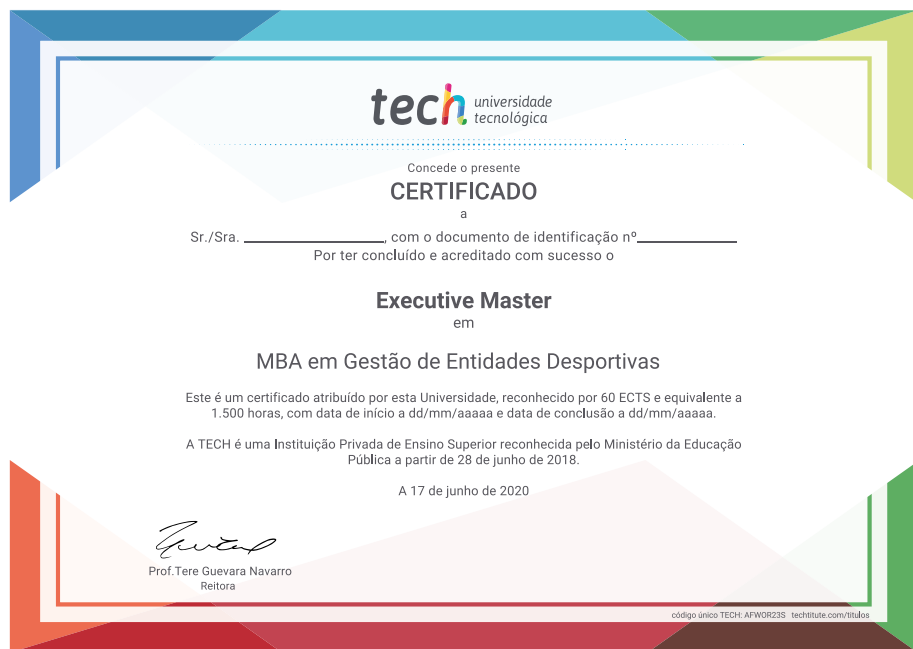 tech universidade
tecnológica
Concede o presente
CERTIFICADO
a
Sr./Sra. ________________, com o documento de identificação nº____________
Por ter concluído e acreditado com sucesso o
Executive Master
em
MBA em Gestão de Entidades Desportivas
Este é um certificado atribuído por esta Universidade, reconhecido por 60 ECTS e equivalente a
1.500 horas, com data de início a dd/mm/aaaaa e data de conclusão a dd/mm/aaaaa.
A TECH é uma Instituição Privada de Ensino Superior reconhecida pelo Ministério da Educação
Pública a partir de 28 de junho de 2018.
A 17 de junho de 2020
Prof.Tere Guevara Navarro
Reitora
código único TECH: AFWOR23S techtitute.com/titulos